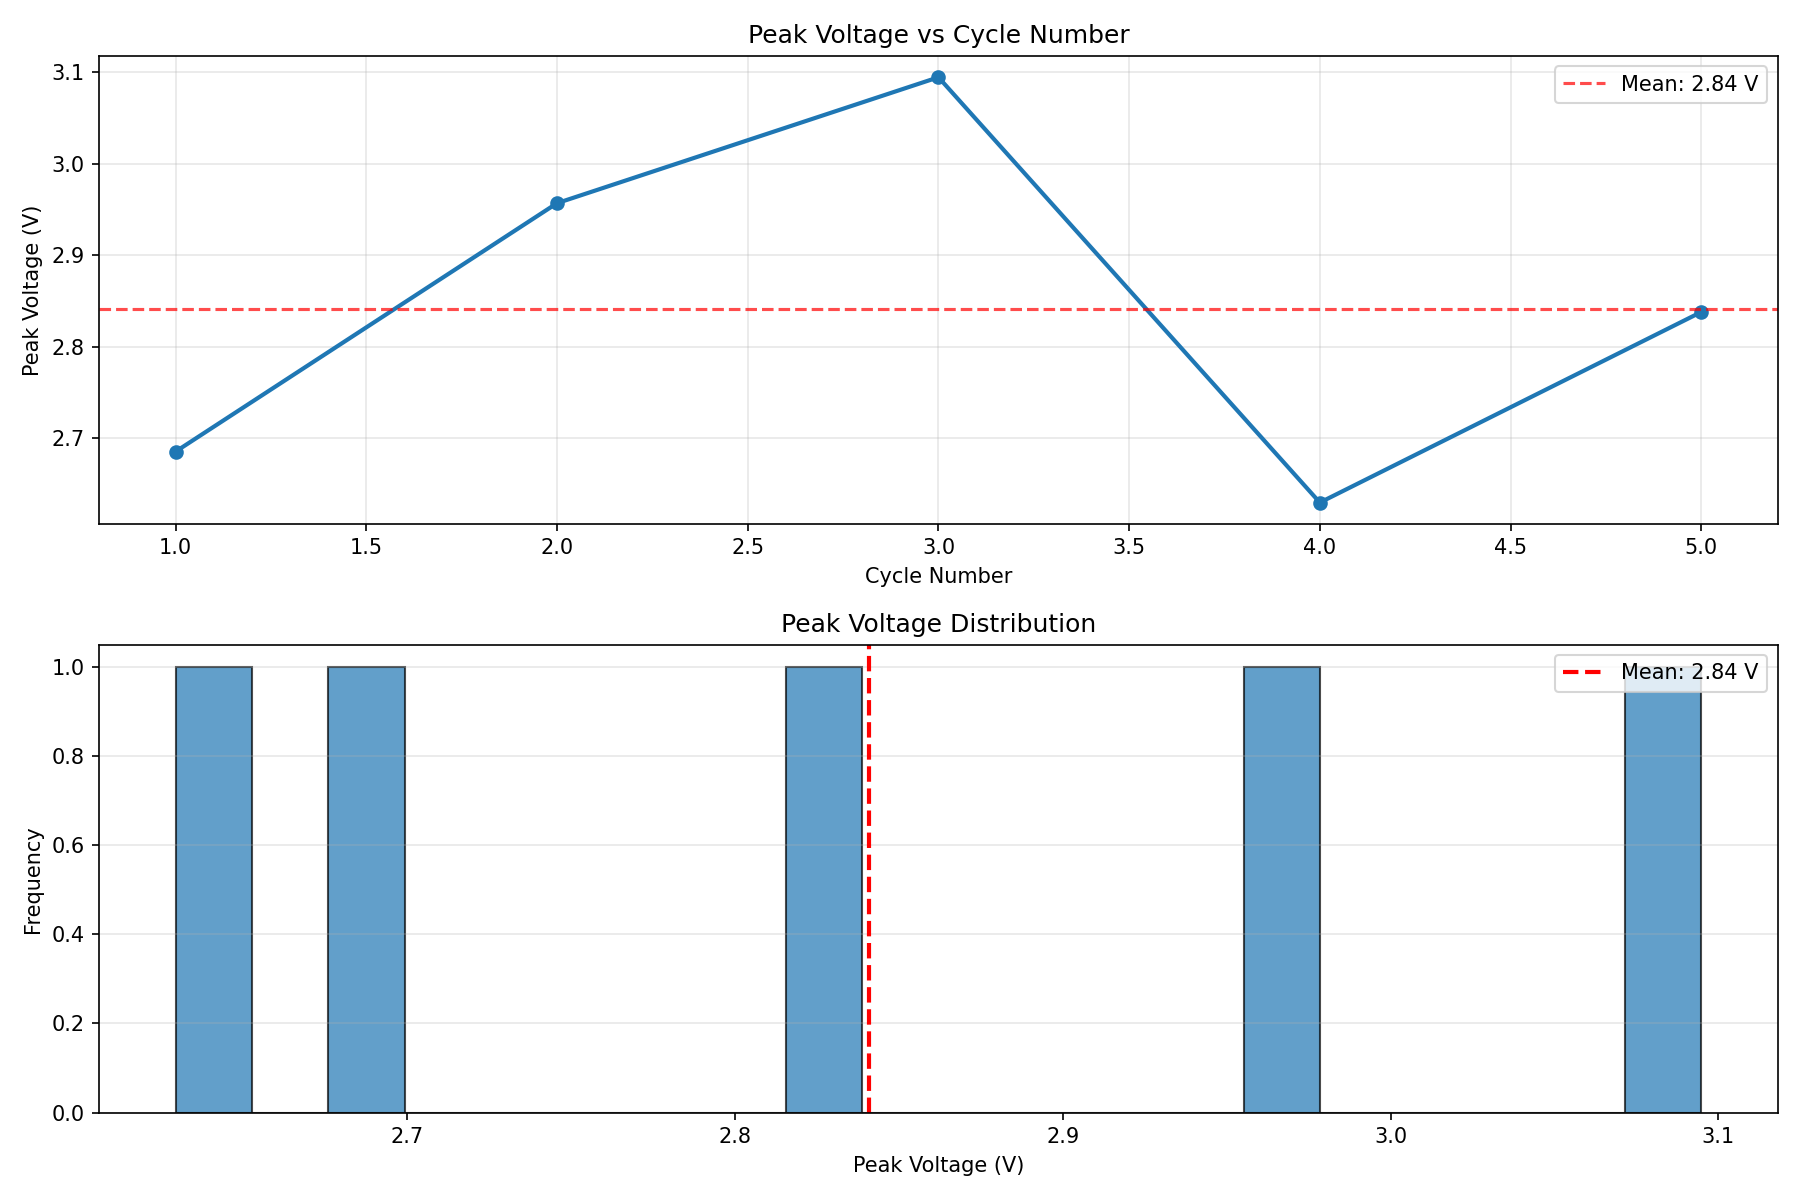 Peak Voltage vs Cycle Number
Mean: 2.84 V
3.1
3.0
2.9
2.8
2.7
Peak Voltage (V)
1.0 1.5 2.0 2.5 3.0 3.5 4.0 4.5 5.0
Cycle Number
Peak Voltage Distribution
Mean: 2.84 V
1.0
0.8
0.6
0.4
0.2
0.0
Frequency
2.7 2.8 2.9 3.0 3.1
Peak Voltage (V)